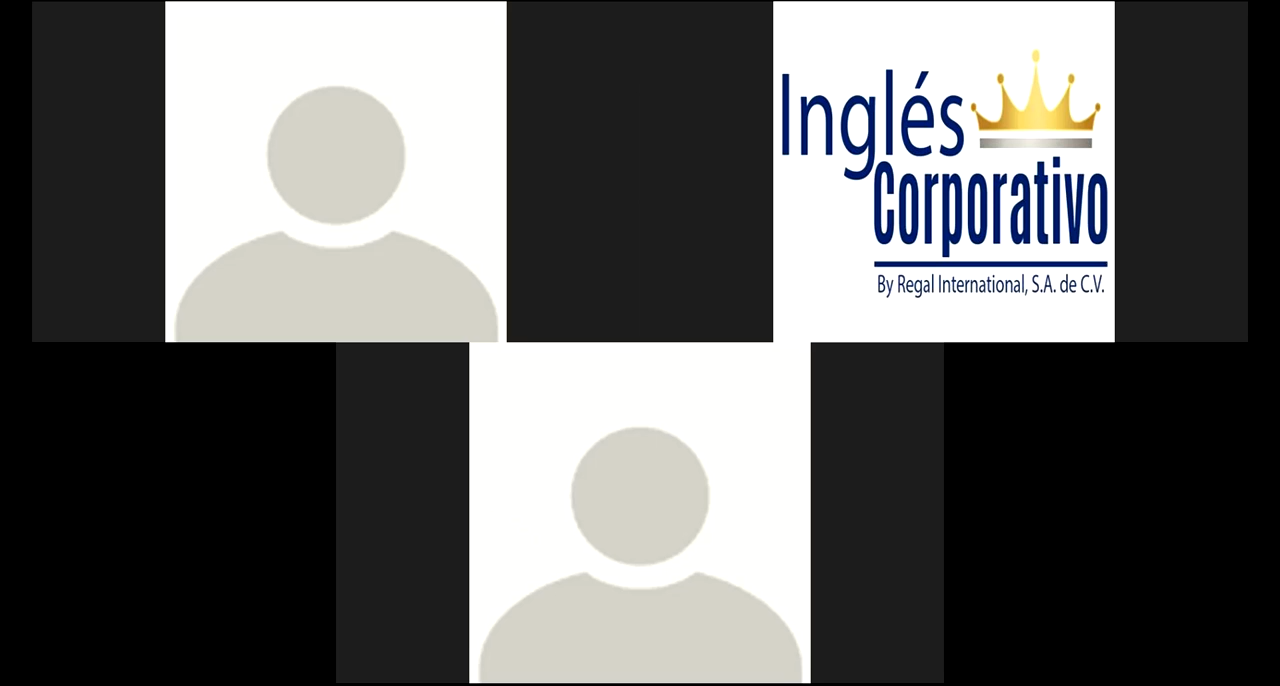 Inglés
Corporativo
By Regal International, S.A. de C.V.